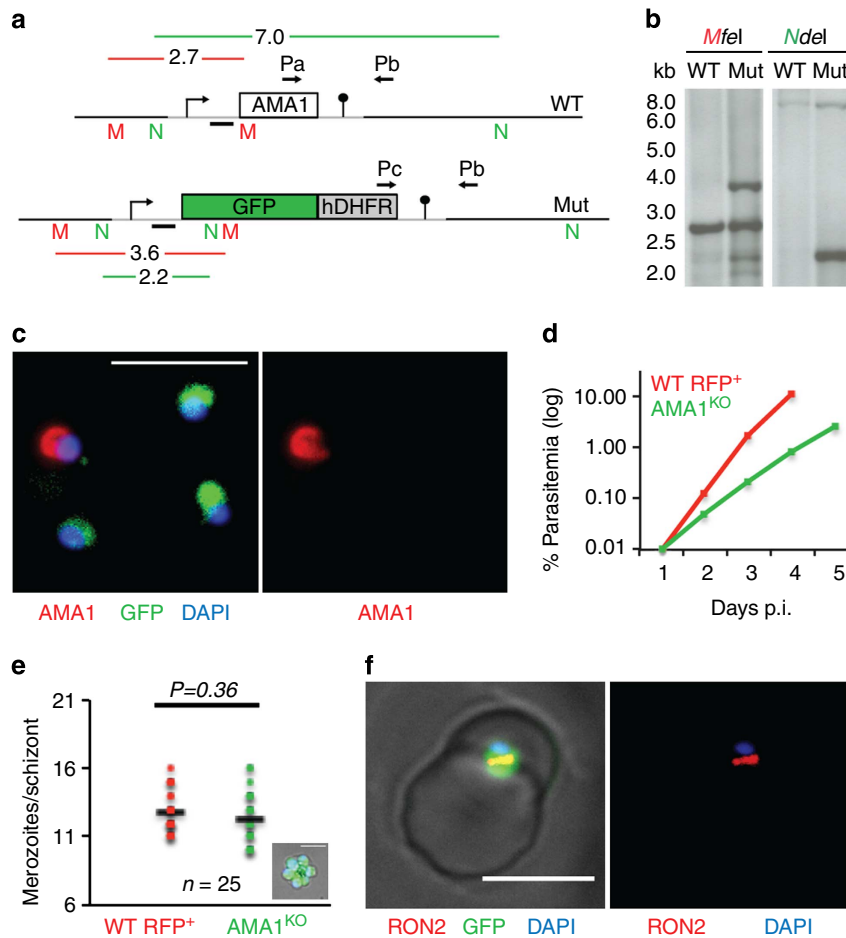 a
7.0
2.7
Pa Pb
AMA1
WT
M N M N
Pc Pb
GFP hDHFR
Mut
M N N M N
3.6
2.2
b
MfeI NdeI
kb WT Mut WT Mut
8.0
6.0
5.0
4.0
3.0
2.5
2.0
c
AMA1 GFP DAPI AMA1
d
WT RFP+
AMA1KO
% Parasitemia (log)
10.00
1.00
0.10
0.01
1 2 3 4 5
Days p.i.
e
P=0.36
Merozoites/schizont
21
16
11
6
n = 25
WT RFP+ AMA1KO
f
RON2 GFP DAPI RON2 DAPI